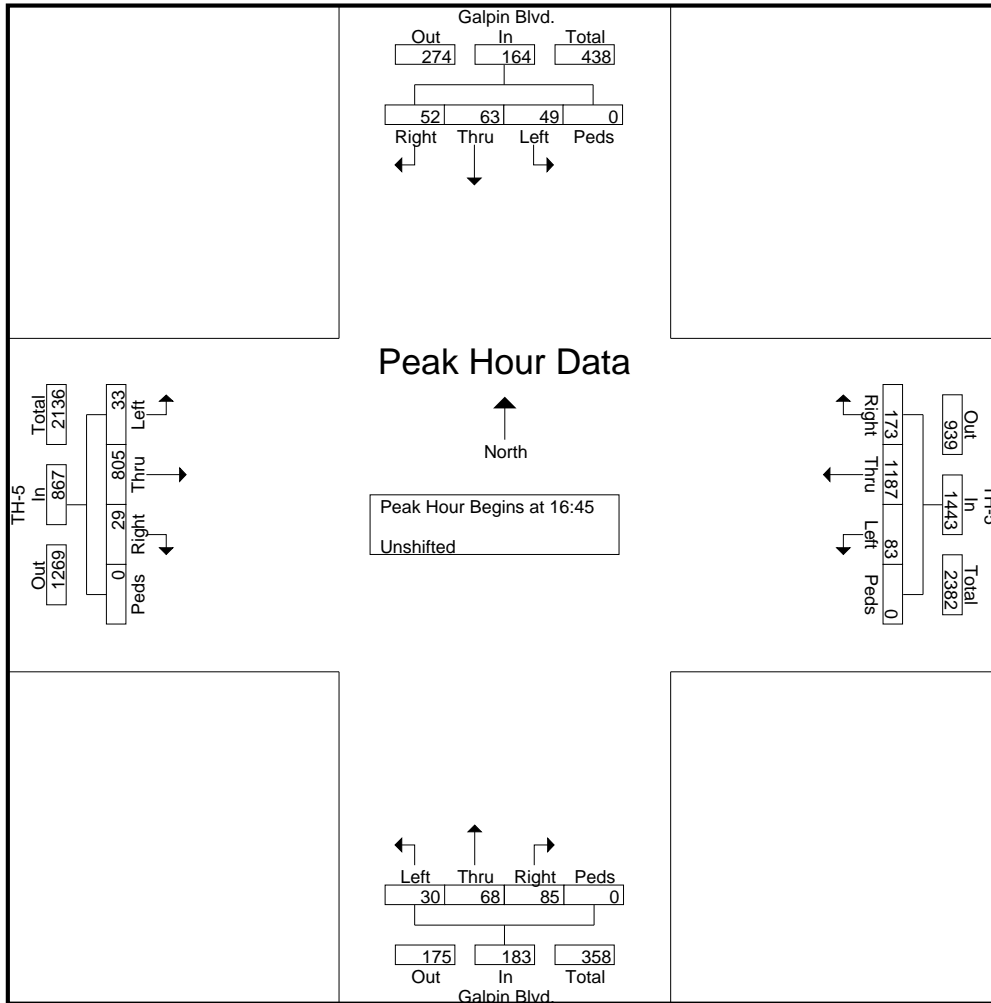 Galpin Blvd.
Out In Total
274 164 438
52 63 49 0
Right Thru Left Peds
Peak Hour Data
North
Peak Hour Begins at 16:45
Unshifted
TH-5
Total In Out
2136 867 1269
33 805 29 0
Left Thru Right Peds
TH-5
Out In Total
939 1443 2382
173 1187 83 0
Right Thru Left Peds
Left Thru Right Peds
30 68 85 0
175 183 358
Out In Total
Galpin Blvd.